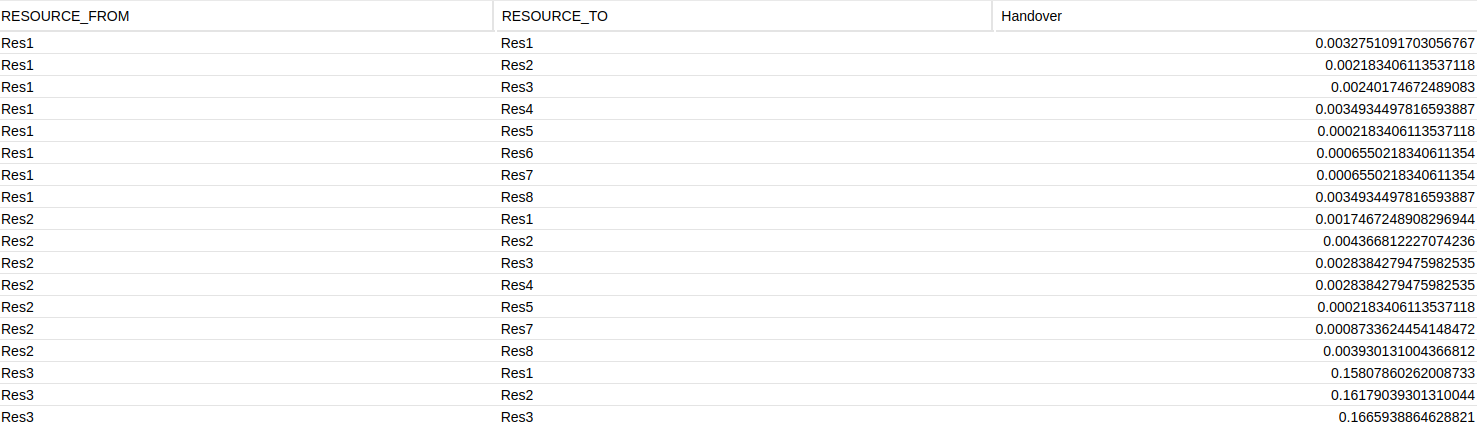 RESOURCE_FROM RESOURCE_TO Handover
Res1 Res1 0.0032751091703056767
Res1 Res2 0.002183406113537118
Res1 Res3 0.00240174672489083
Res1 Res4 0.0034934497816593887
Res1 Res5 0.0002183406113537118
Res1 Res6 0.0006550218340611354
Res1 Res7 0.0006550218340611354
Res1 Res8 0.0034934497816593887
Res2 Res1 0.0017467248908296944
Res2 Res2 0.004366812227074236
Res2 Res3 0.0028384279475982535
Res2 Res4 0.0028384279475982535
Res2 Res5 0.0002183406113537118
Res2 Res7 0.0008733624454148472
Res2 Res8 0.003930131004366812
Res3 Res1 0.15807860262008733
Res3 Res2 0.16179039301310044
Res3 Res3 0.1665938864628821